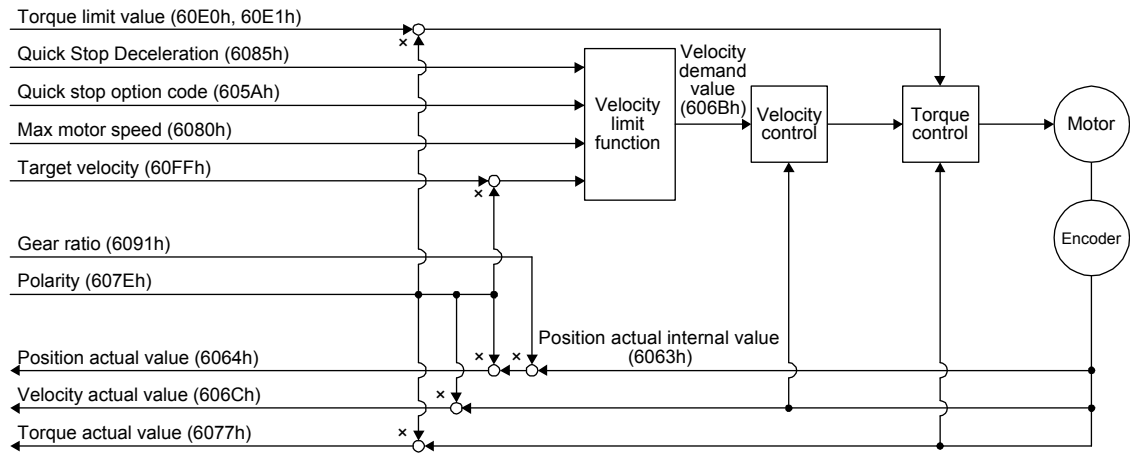 Torque limit value (60E0h, 60E1h)
×
Quick Stop Deceleration (6085h)
Quick stop option code (605Ah)
Max motor speed (6080h)
Target velocity (60FFh)
×
Velocity
limit
function
Velocity
demand
value
(606Bh)
Velocity
control
Torque
control
Motor
Encoder
Gear ratio (6091h)
Polarity (607Eh)
Position actual internal value
(6063h)
Position actual value (6064h)
× ×
Velocity actual value (606Ch)
×
Torque actual value (6077h)
×